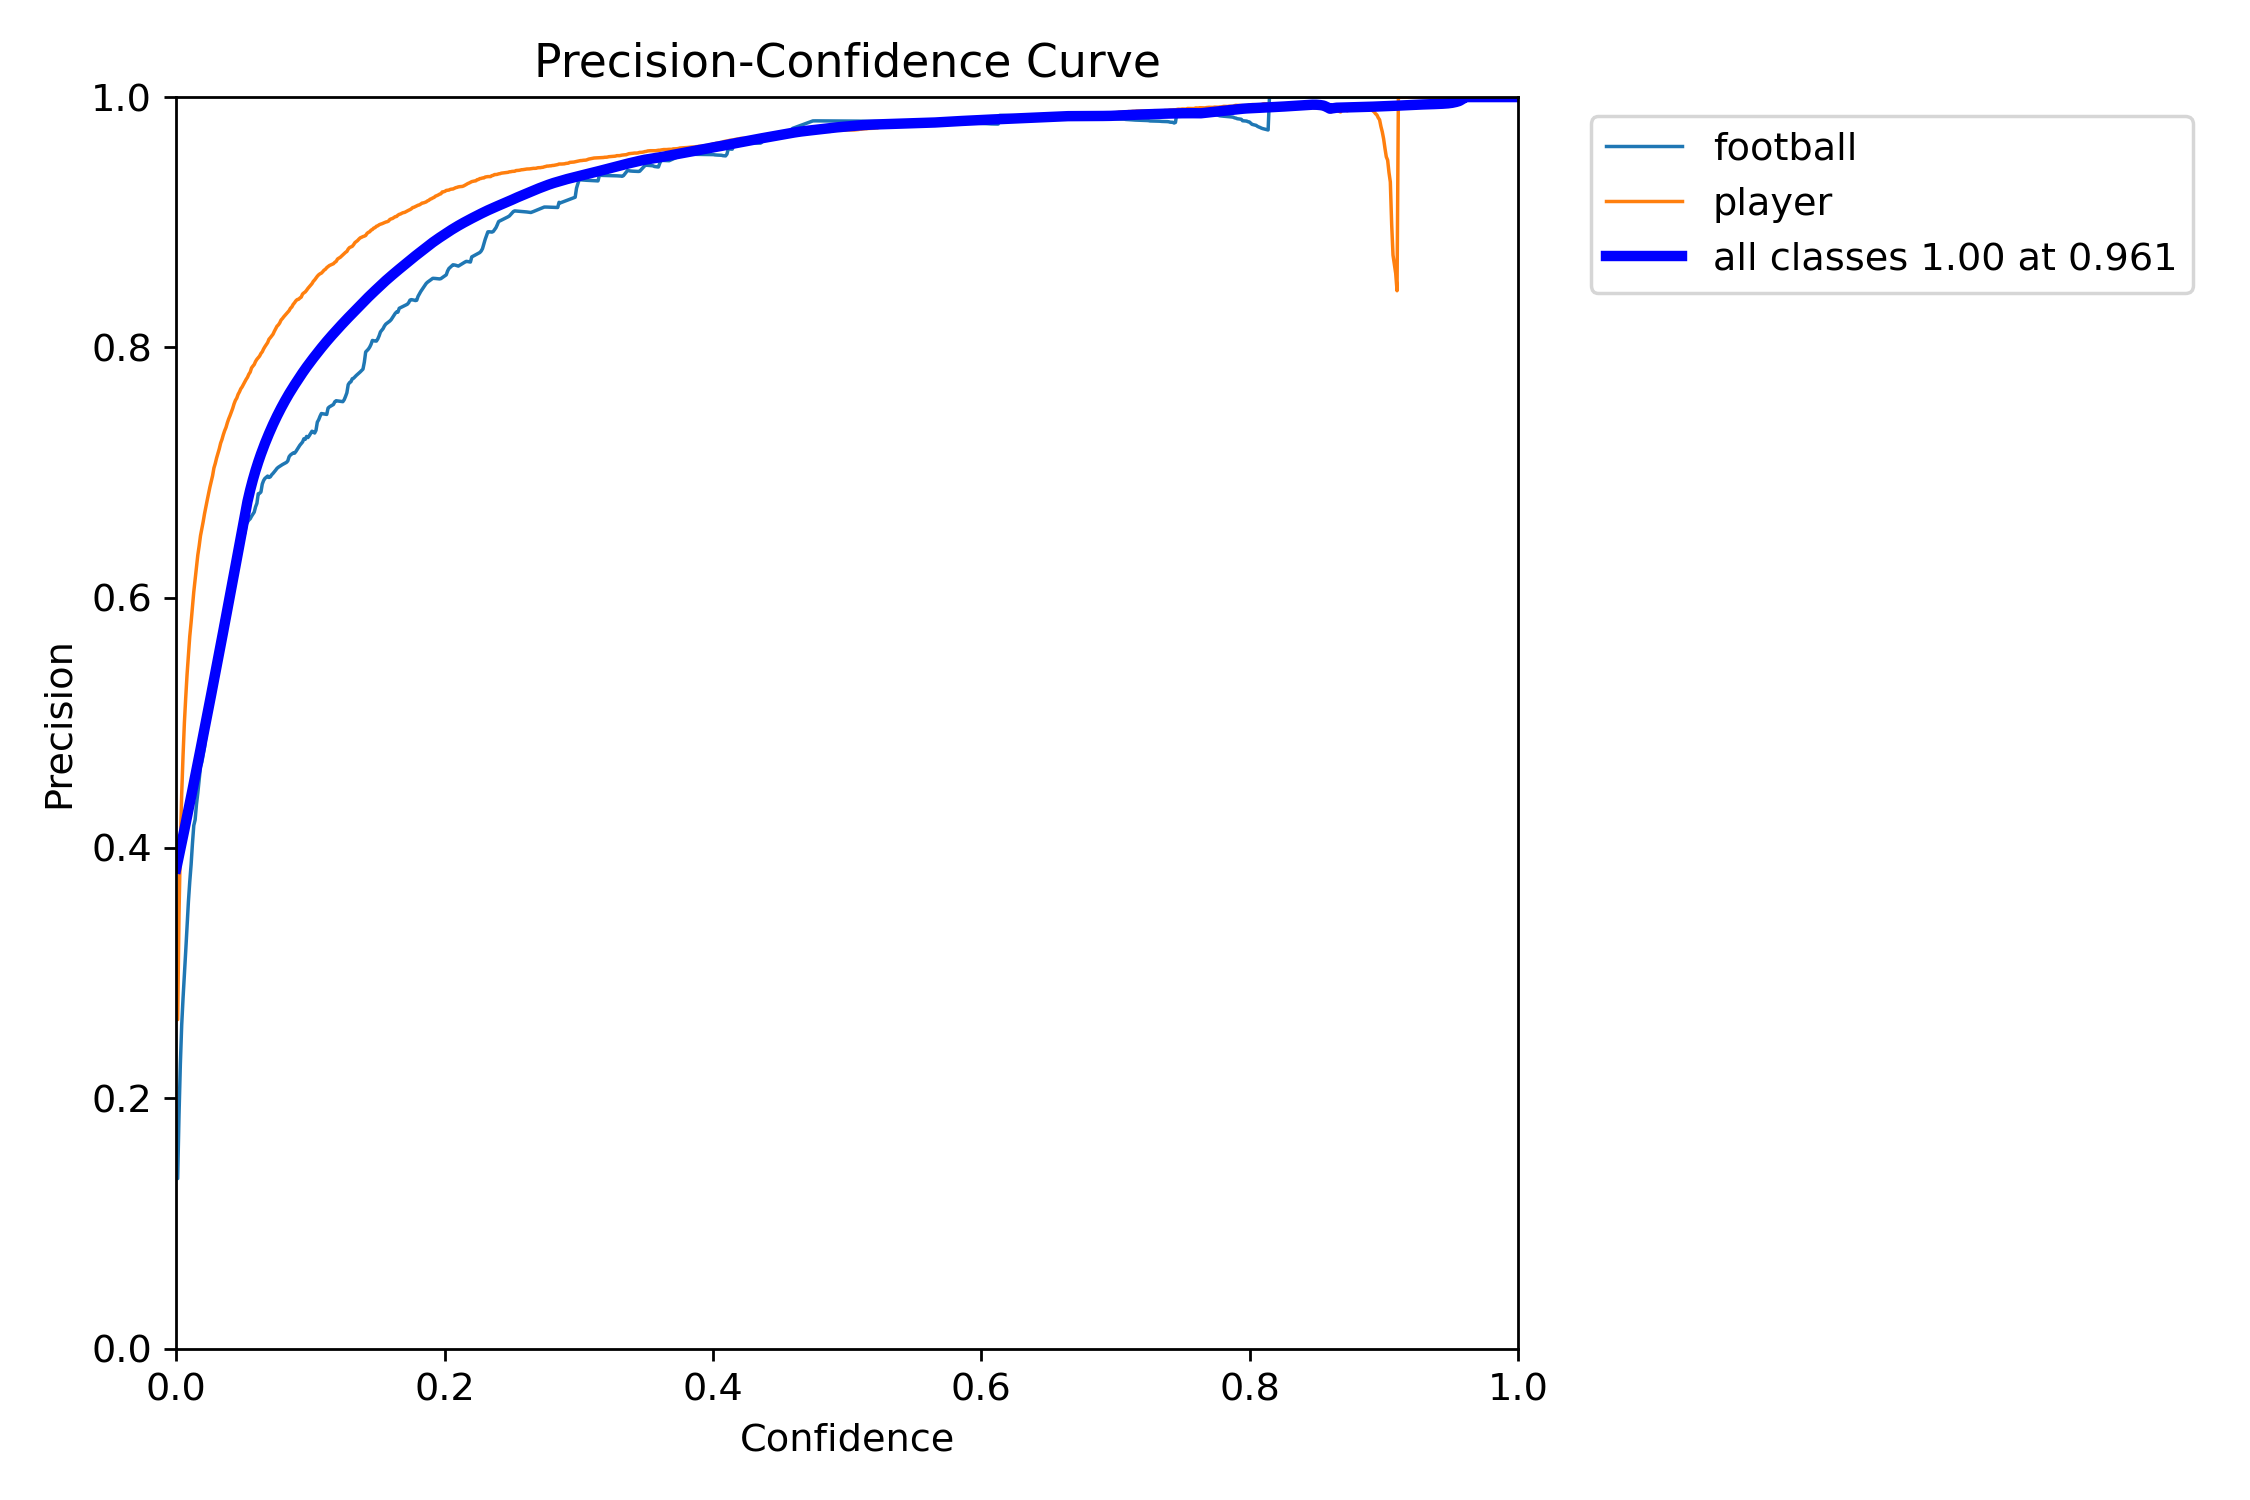 Precision-Confidence Curve
1.0
0.8
0.6
0.4
0.2
0.0
Precision
0.0 0.2 0.4 0.6 0.8 1.0
Confidence
football
player
all classes 1.00 at 0.961